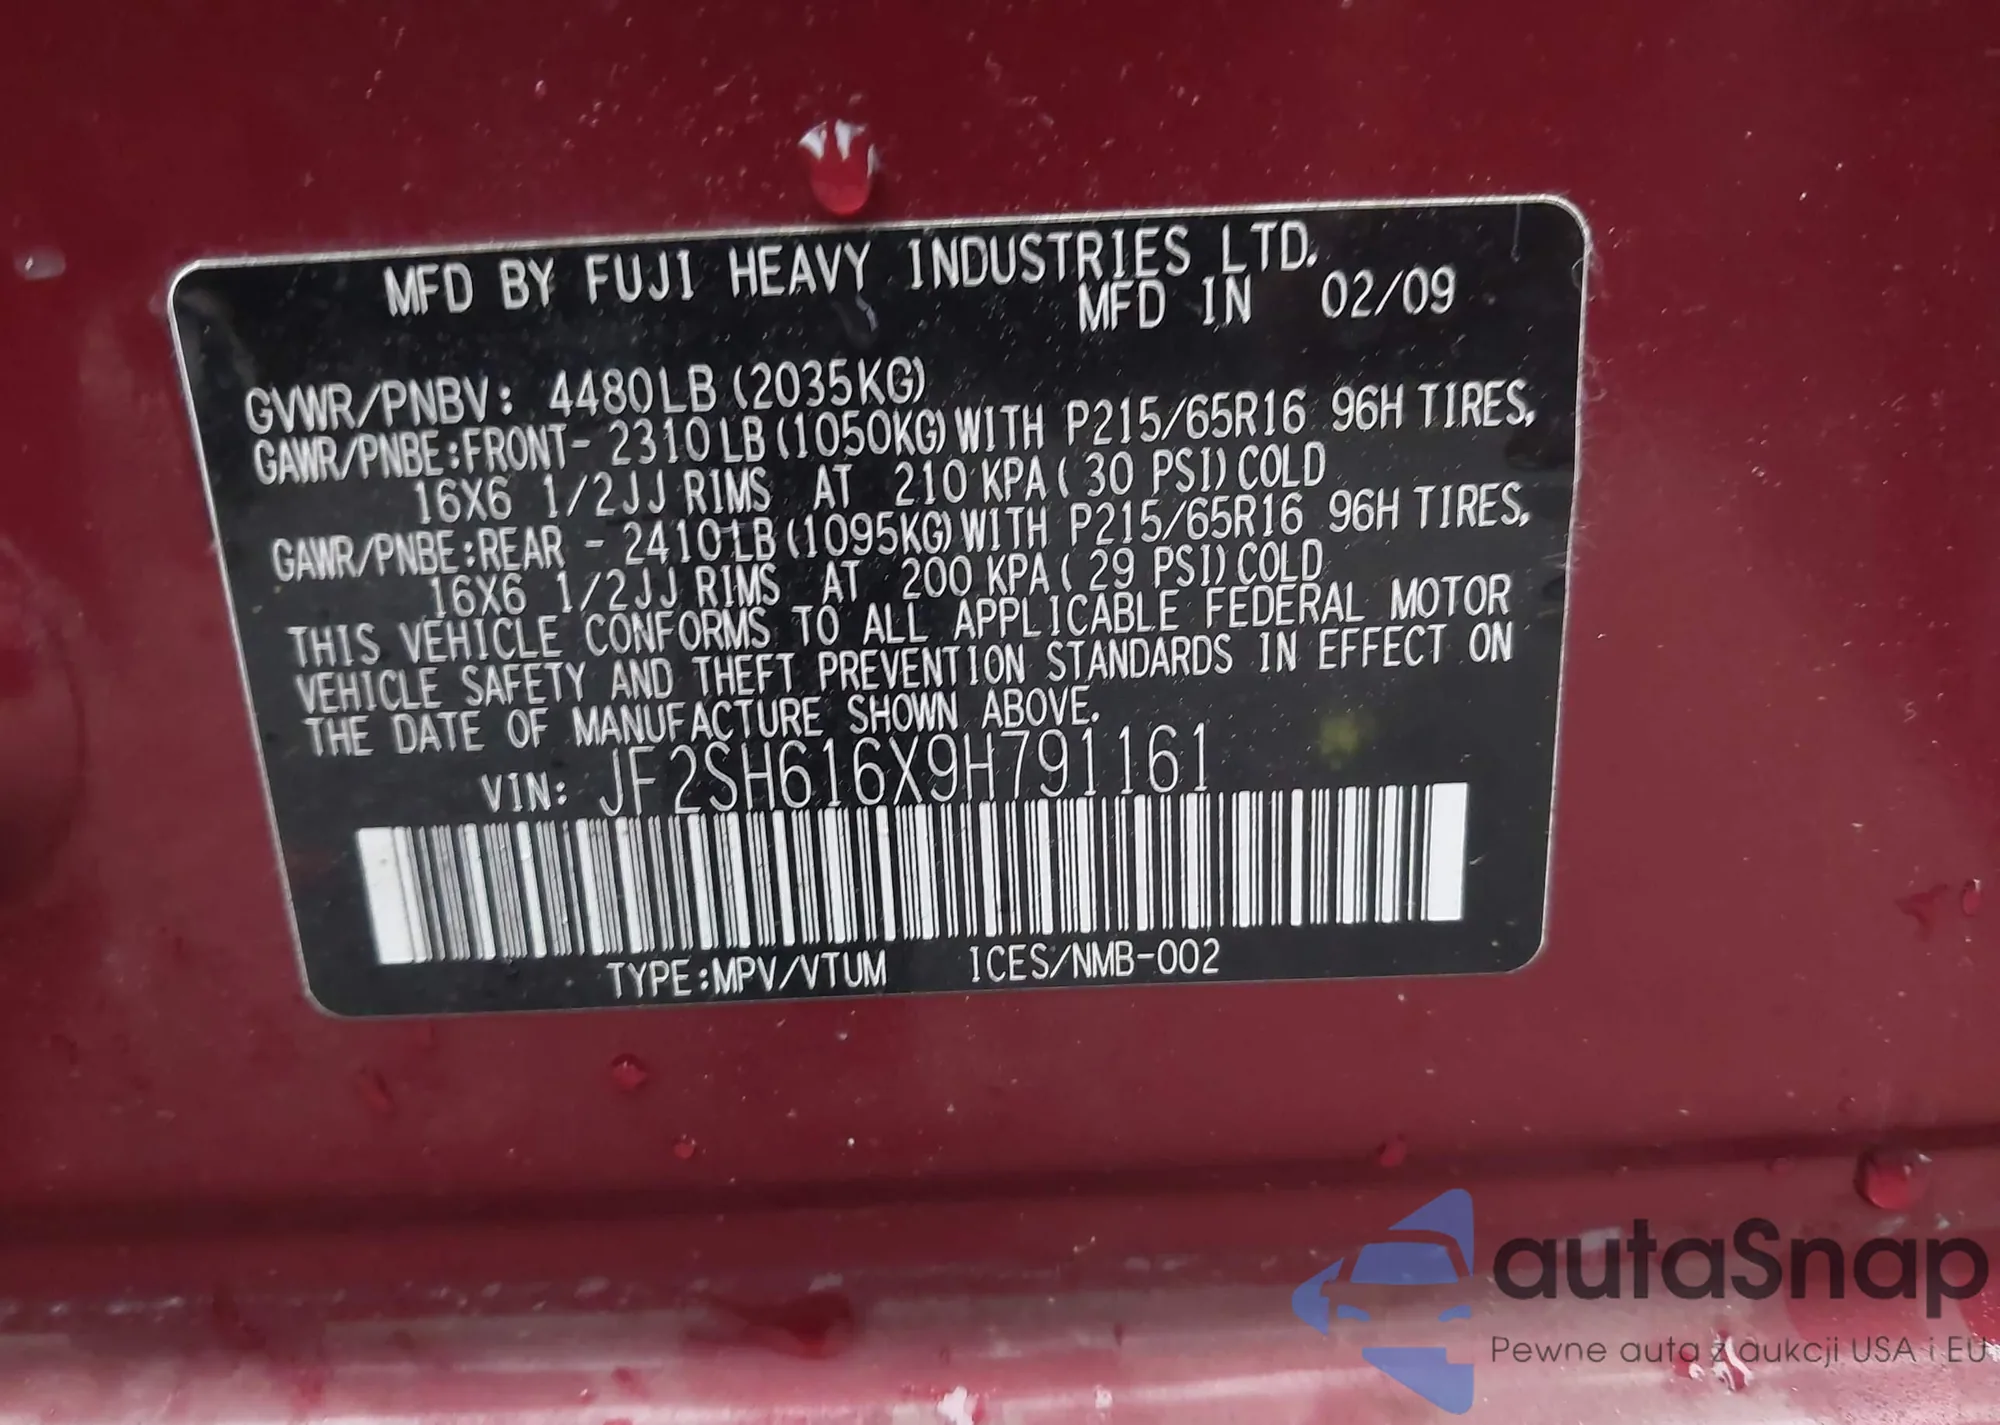 MFD BY FUJI HEAVY INDUSTRIES LTD.
MFD IN 02/09
GVWR/PNBV: 4480LB (2035KG)
GAWR/PNBE:FRONT- 2310LB (1050KG) WITH P215/65R16 96H TIRES,
16X6 1/2JJ RIMS AT 210 KPA ( 30 PSI) COLD
GAWR/PNBE:REAR - 2410LB (1095KG) WITH P215/65R16 96H TIRES,
16X6 1/2JJ RIMS AT 200 KPA ( 29 PSI) COLD
THIS VEHICLE CONFORMS TO ALL APPLICABLE FEDERAL MOTOR
VEHICLE SAFETY AND THEFT PREVENTION STANDARDS IN EFFECT ON
THE DATE OF MANUFACTURE SHOWN ABOVE.
VIN: JF2SH616X9H791161
TYPE:MPV/VTUM ICES/NMB-002
autaSnap
Pewne auta z aukcji USA i EU